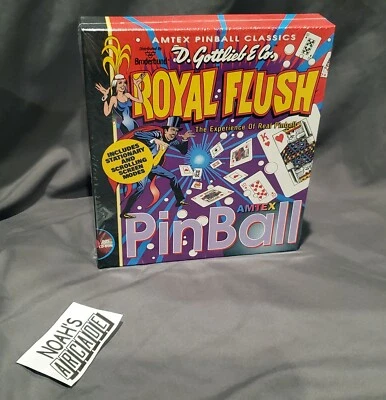 AMTEX PINBALL CLASSICS
Distributed by
Brøderbund
D. Gottlieb & Co.
ROYAL FLUSH
The Experience Of Real Pinball
INCLUDES
STATIONARY
AND
SCROLLING
SCREEN
MODES
AMTEX
PinBall
NOAH'S
ARCADE